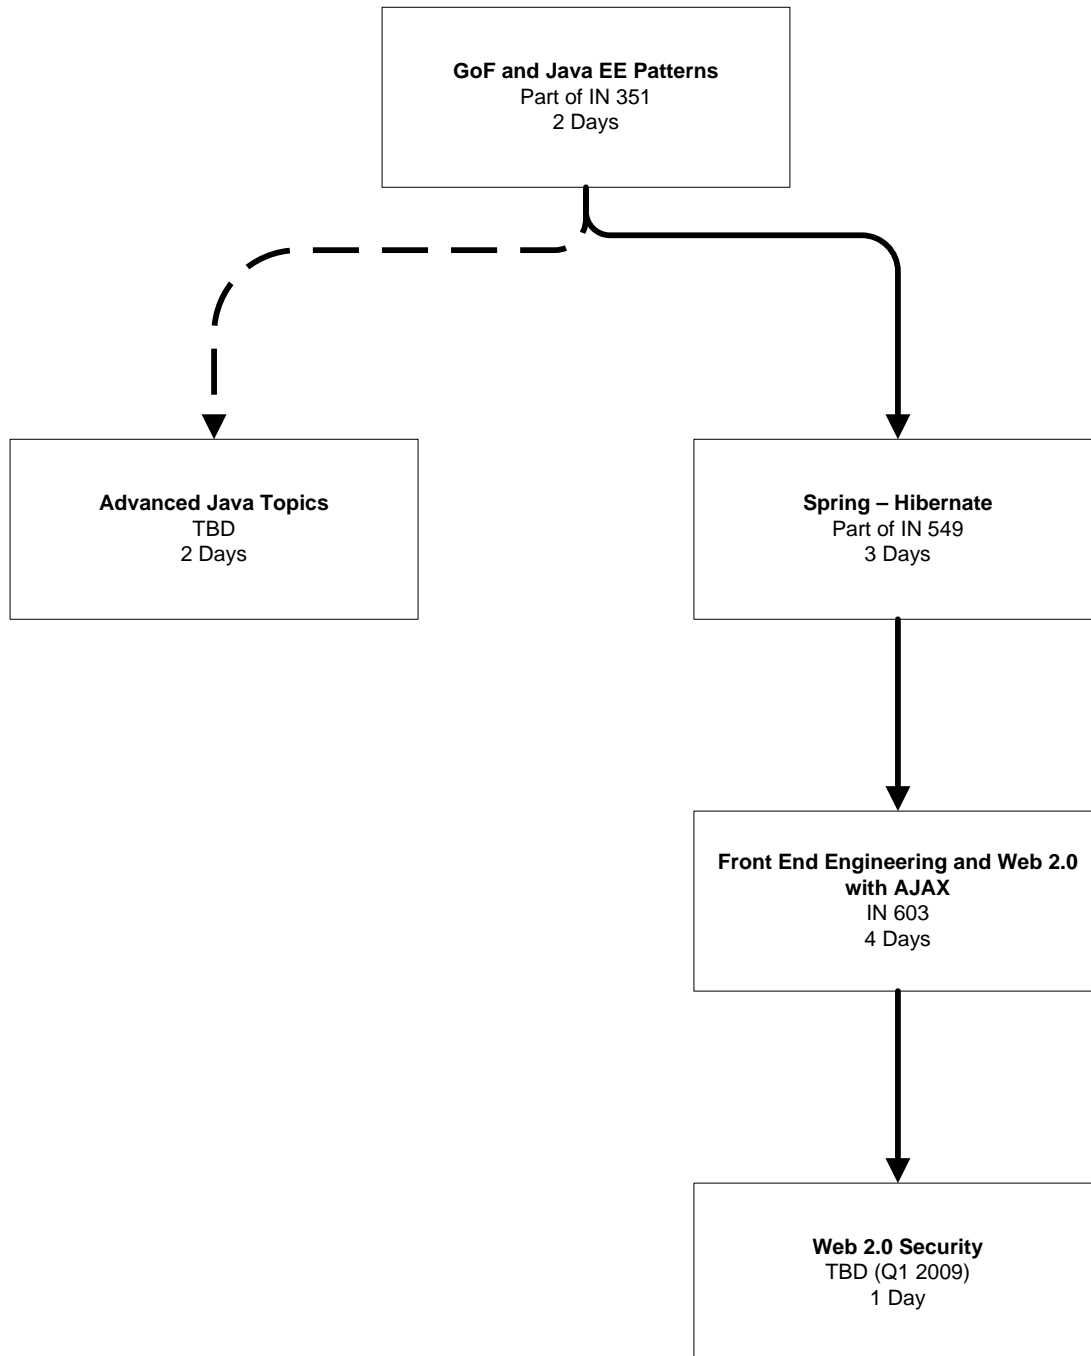 GoF and Java EE Patterns
Part of IN 351
2 Days
Advanced Java Topics
TBD
2 Days
Spring – Hibernate
Part of IN 549
3 Days
Front End Engineering and Web 2.0
with AJAX
IN 603
4 Days
Web 2.0 Security
TBD (Q1 2009)
1 Day